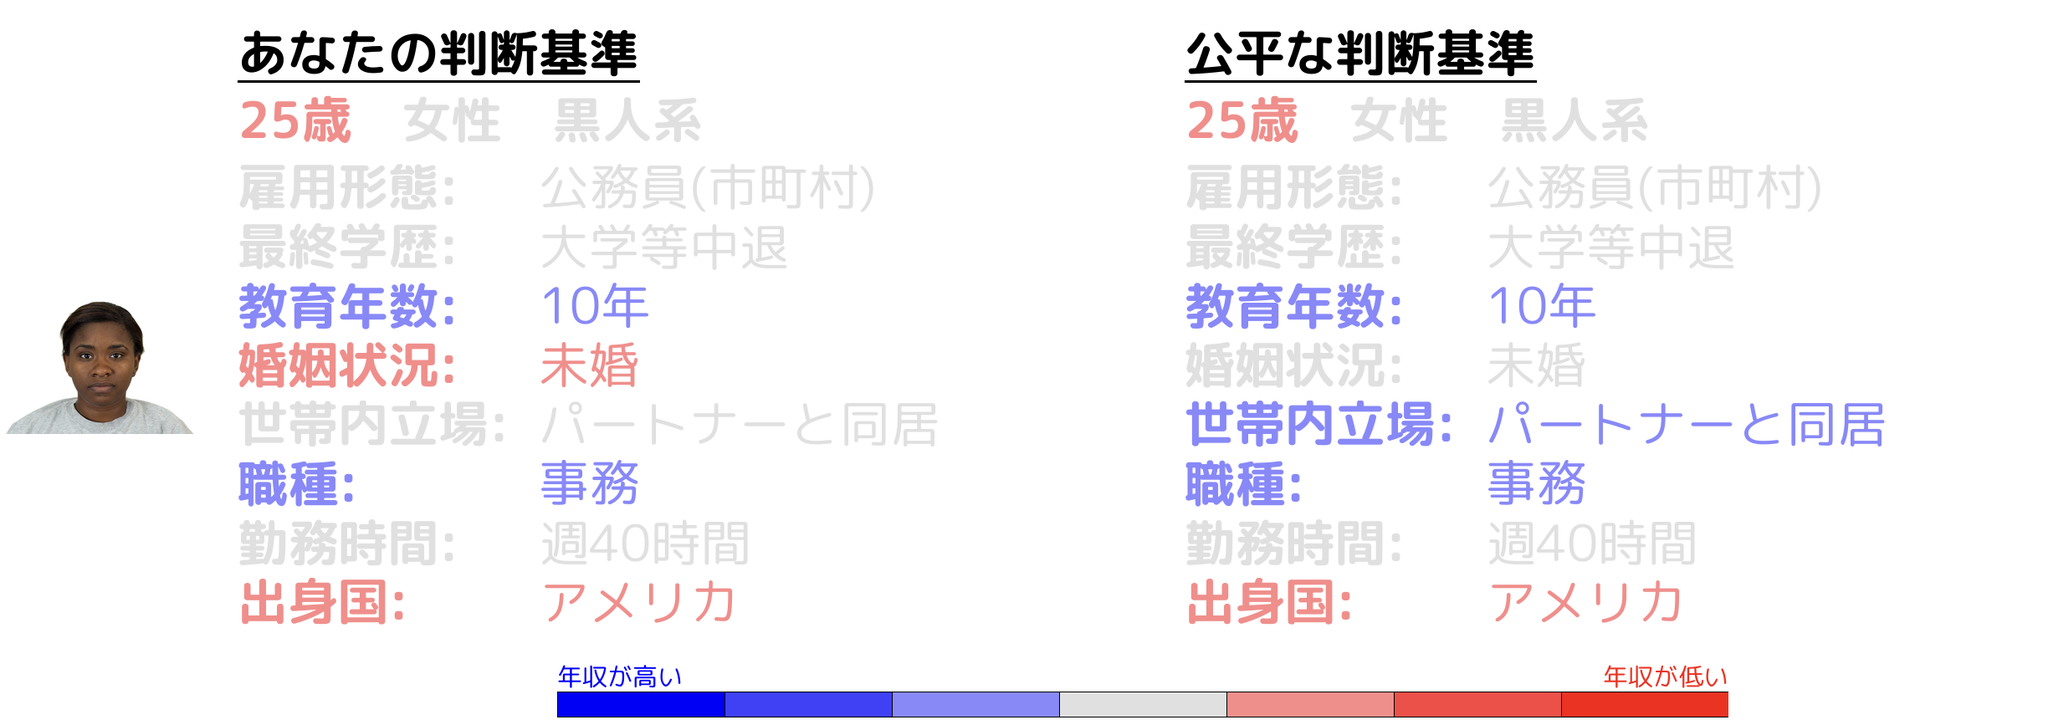 あなたの判断基準
25歳 女性 黒人系
雇用形態: 公務員(市町村)
最終学歴: 大学等中退
教育年数: 10年
婚姻状況: 未婚
世帯内立場: パートナーと同居
職種: 事務
勤務時間: 週40時間
出身国: アメリカ
公平な判断基準
25歳 女性 黒人系
雇用形態: 公務員(市町村)
最終学歴: 大学等中退
教育年数: 10年
婚姻状況: 未婚
世帯内立場: パートナーと同居
職種: 事務
勤務時間: 週40時間
出身国: アメリカ
年収が高い 年収が低い